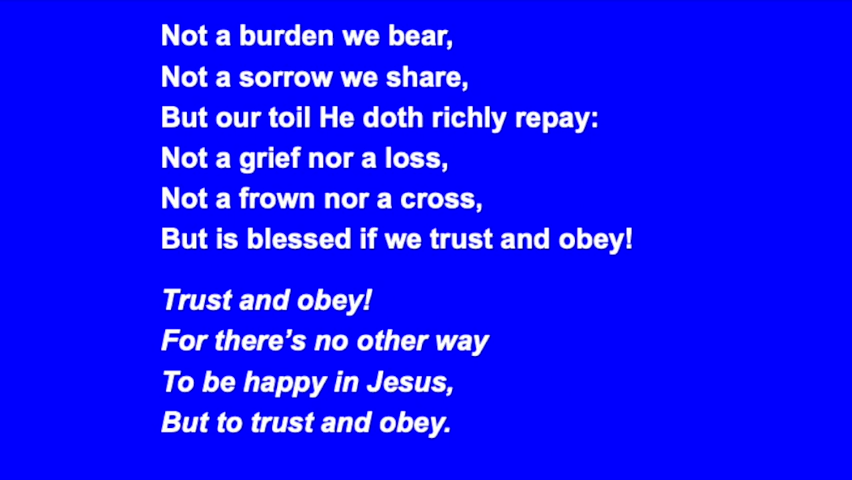 Not a burden we bear,
Not a sorrow we share,
But our toil He doth richly repay:
Not a grief nor a loss,
Not a frown nor a cross,
But is blessed if we trust and obey!
Trust and obey!
For there’s no other way
To be happy in Jesus,
But to trust and obey.